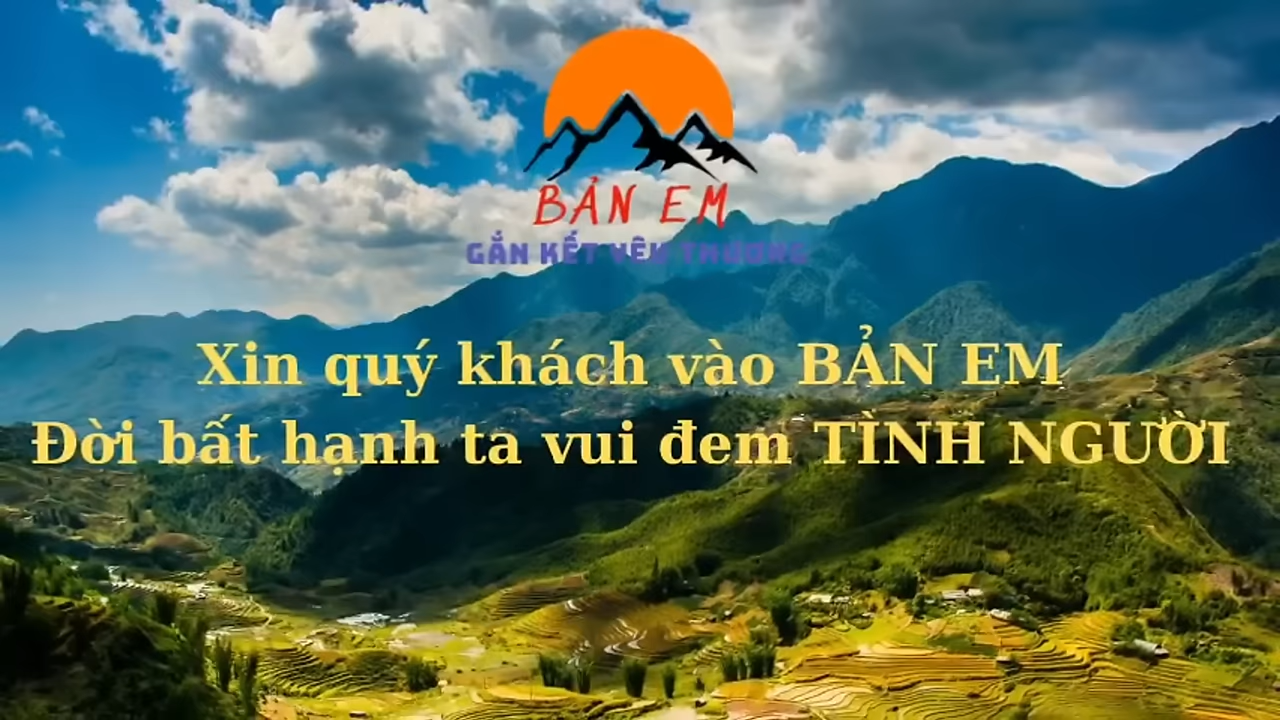 BẢN EM
GẮN KẾT YÊU THƯƠNG
Xin quý khách vào BẢN EM
Đời bất hạnh ta vui đem TÌNH NGƯỜI